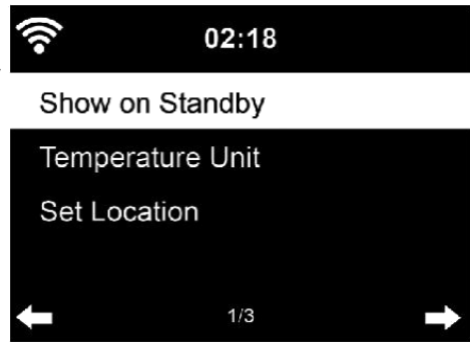 02:18
Show on Standby
Temperature Unit
Set Location
1/3